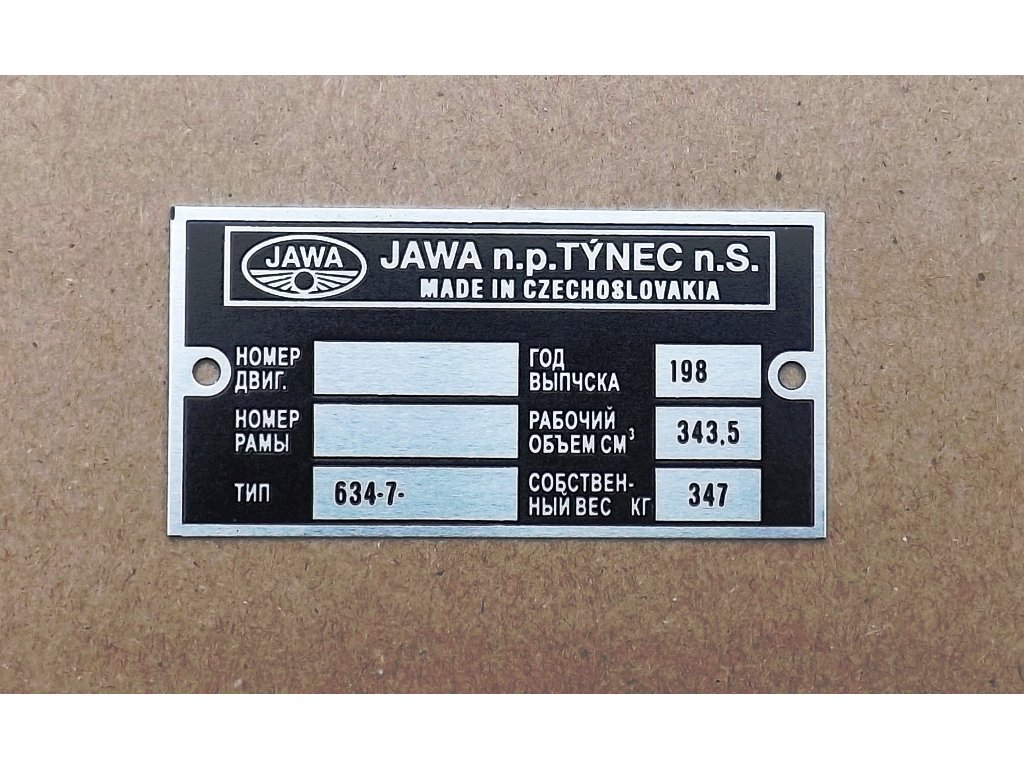 JAWA
JAWA n.p.TÝNEC n.S.
MADE IN CZECHOSLOVAKIA
НОМЕР
ДВИГ.
ГОД
ВЫПЧСКА
198
НОМЕР
РАМЫ
РАБОЧИЙ
ОБЪЕМ СМ³
343,5
ТИП
634-7-
СОБСТВЕН-
НЫЙ ВЕС КГ
347